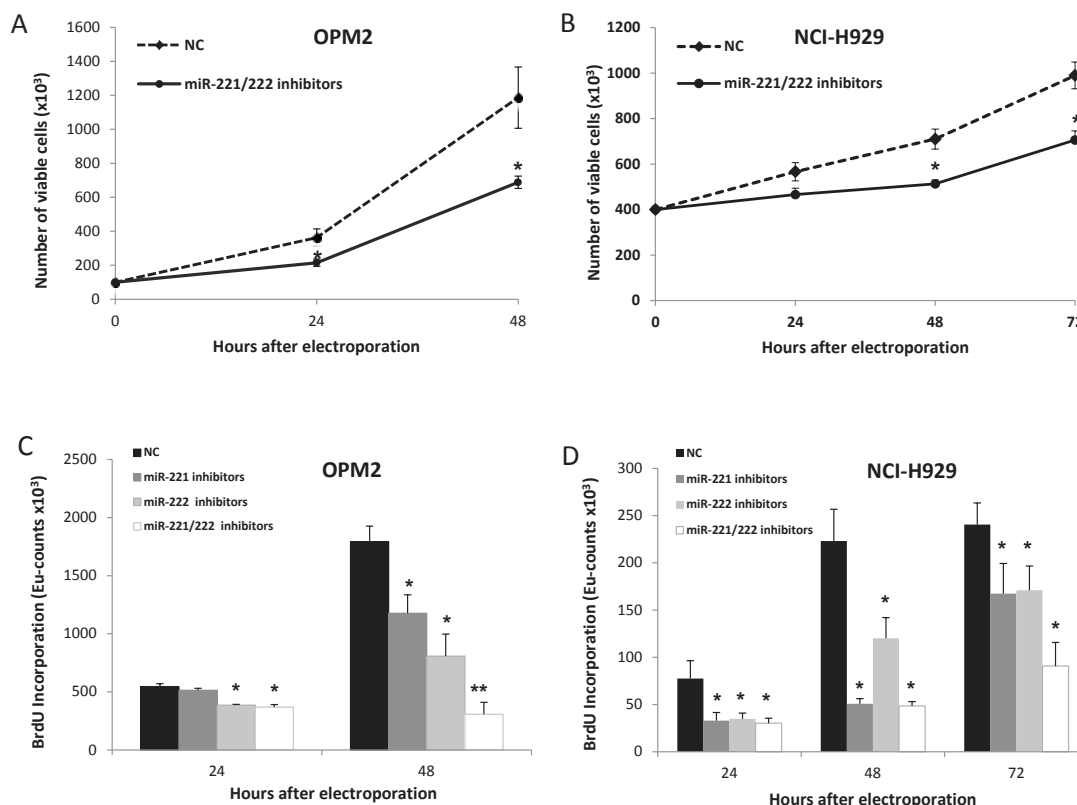 A
OPM2
NC
miR-221/222 inhibitors
Number of viable cells (x10³)
1600
1400
1200
1000
800
600
400
200
0
*
*
0 24 48
Hours after electroporation
B
NCI-H929
NC
miR-221/222 inhibitors
Number of viable cells (x10³)
1200
1000
800
600
400
200
0
*
*
0 24 48 72
Hours after electroporation
C
OPM2
NC
miR-221 inhibitors
miR-222 inhibitors
miR-221/222 inhibitors
BrdU Incorporation (Eu-counts x10³)
2500
2000
1500
1000
500
0
* *
* * **
24 48
Hours after electroporation
D
NCI-H929
NC
miR-221 inhibitors
miR-222 inhibitors
miR-221/222 inhibitors
BrdU Incorporation (Eu-counts x10³)
300
250
200
150
100
50
0
* * *
* * *
* * *
24 48 72
Hours after electroporation